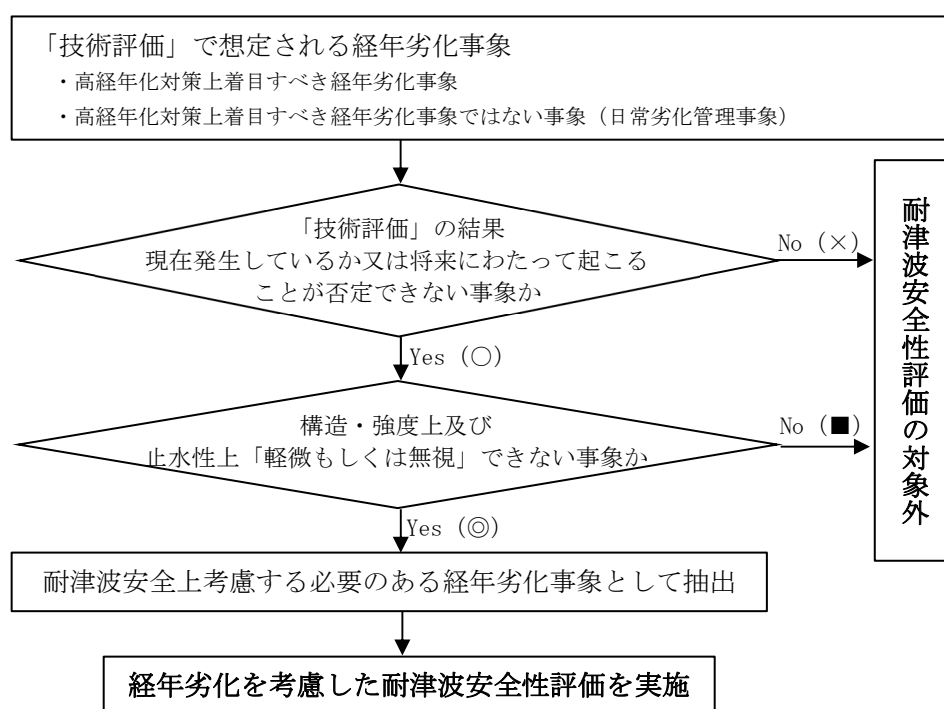 「技術評価」で想定される経年劣化事象
・高経年化対策上着目すべき経年劣化事象
・高経年化対策上着目すべき経年劣化事象ではない事象（日常劣化管理事象）
「技術評価」の結果
現在発生しているか又は将来にわたって起こる
ことが否定できない事象か
No（×）
Yes（○）
構造・強度上及び
止水性上「軽微もしくは無視」できない事象か
No（■）
Yes（◎）
耐津波安全性評価の対象外
耐津波安全上考慮する必要のある経年劣化事象として抽出
経年劣化を考慮した耐津波安全性評価を実施